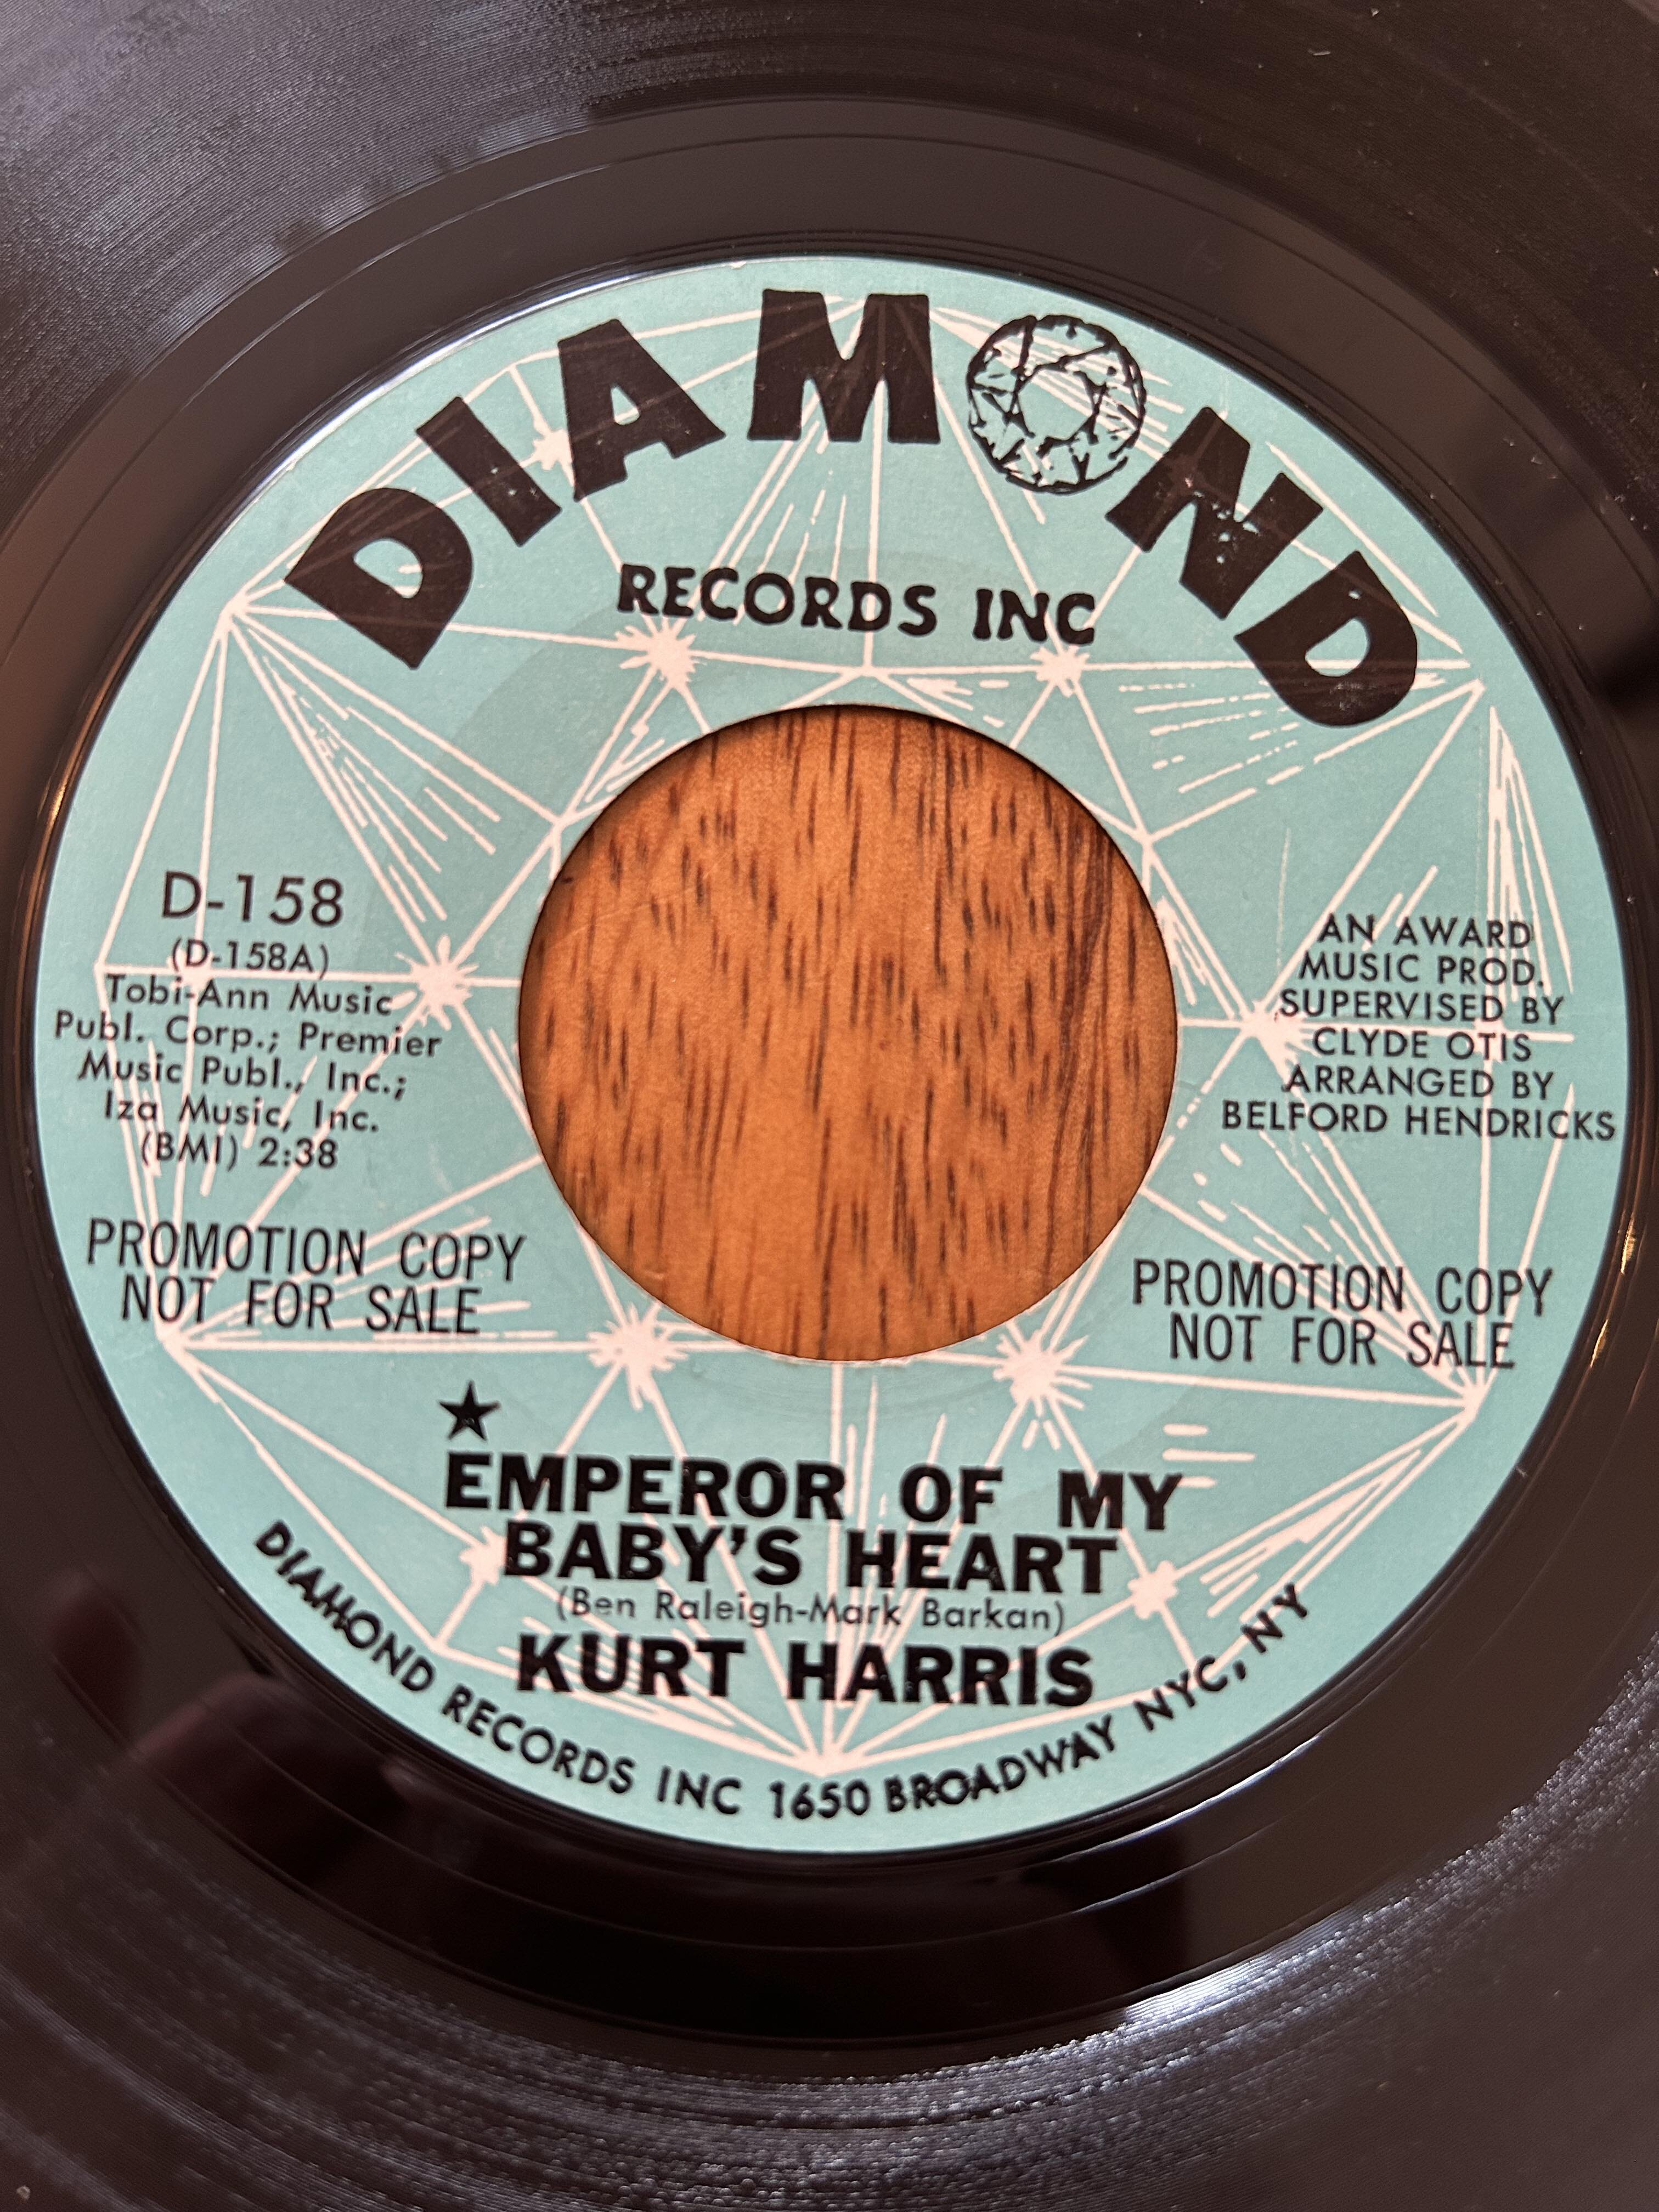 DIAMOND
RECORDS INC
D-158
(D-158A)
Tobi-Ann Music
Publ. Corp.; Premier
Music Publ., Inc.;
Iza Music, Inc.
(BMI) 2:38
AN AWARD
MUSIC PROD.
SUPERVISED BY
CLYDE OTIS
ARRANGED BY
BELFORD HENDRICKS
PROMOTION COPY
NOT FOR SALE
PROMOTION COPY
NOT FOR SALE
★
EMPEROR OF MY
BABY'S HEART
(Ben Raleigh-Mark Barkan)
KURT HARRIS
DIAMOND RECORDS INC 1650 BROADWAY NYC, NY